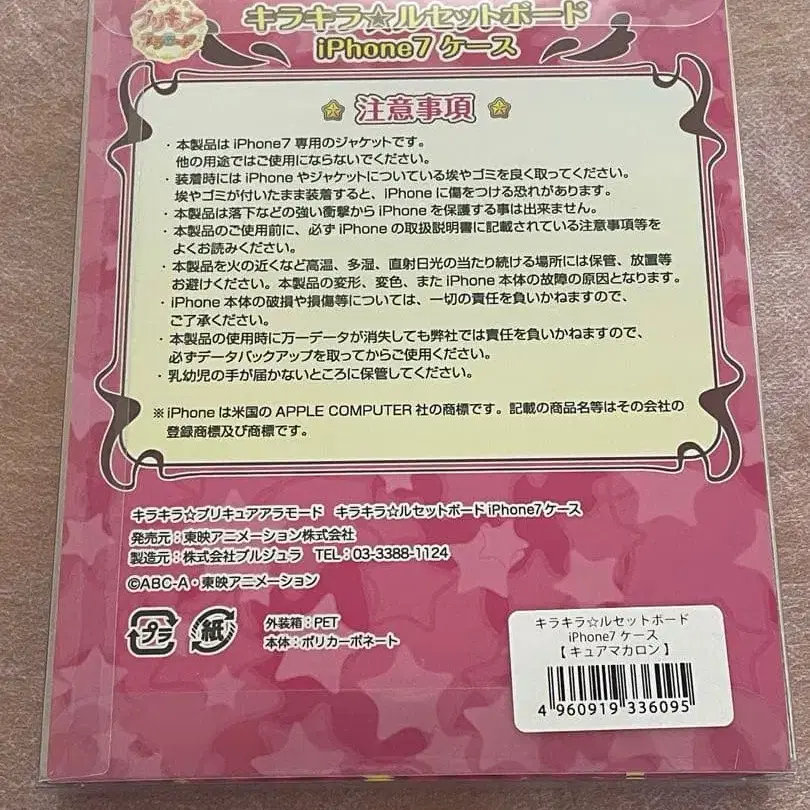 プリキュア
アラモード
キラキラ☆ルセットボード
iPhone7 ケース
注意事項
・本製品は iPhone7 専用のジャケットです。
他の用途ではご使用にならないでください。
・装着時には iPhone やジャケットについている埃やゴミを良く取ってください。
埃やゴミが付いたまま装着すると、iPhone に傷をつける恐れがあります。
・本製品は落下などの強い衝撃から iPhone を保護する事は出来ません。
・本製品のご使用前に、必ず iPhone の取扱説明書に記載されている注意事項等を
よくお読みください。
・本製品を火の近くなど高温、多湿、直射日光の当たり続ける場所には保管、放置等
お避けください。本製品の変形、変色、また iPhone 本体の故障の原因となります。
・iPhone 本体の破損や損傷等については、一切の責任を負いかねますので、
ご了承ください。
・本製品の使用時に万一データが消失しても弊社では責任を負いかねますので、
必ずデータバックアップを取ってからご使用ください。
・乳幼児の手が届かないところに保管してください。
※iPhone は米国の APPLE COMPUTER 社の商標です。記載の商品名等はその会社の
登録商標及び商標です。
キラキラ☆プリキュアアラモード キラキラ☆ルセットボード iPhone7ケース
発売元：東映アニメーション株式会社
製造元：株式会社プルジュラ TEL：03-3388-1124
©ABC-A・東映アニメーション
プラ
紙
外装箱：PET
本体：ポリカーボネート
キラキラ☆ルセットボード
iPhone7 ケース
【キュアマカロン】
4 960919 336095